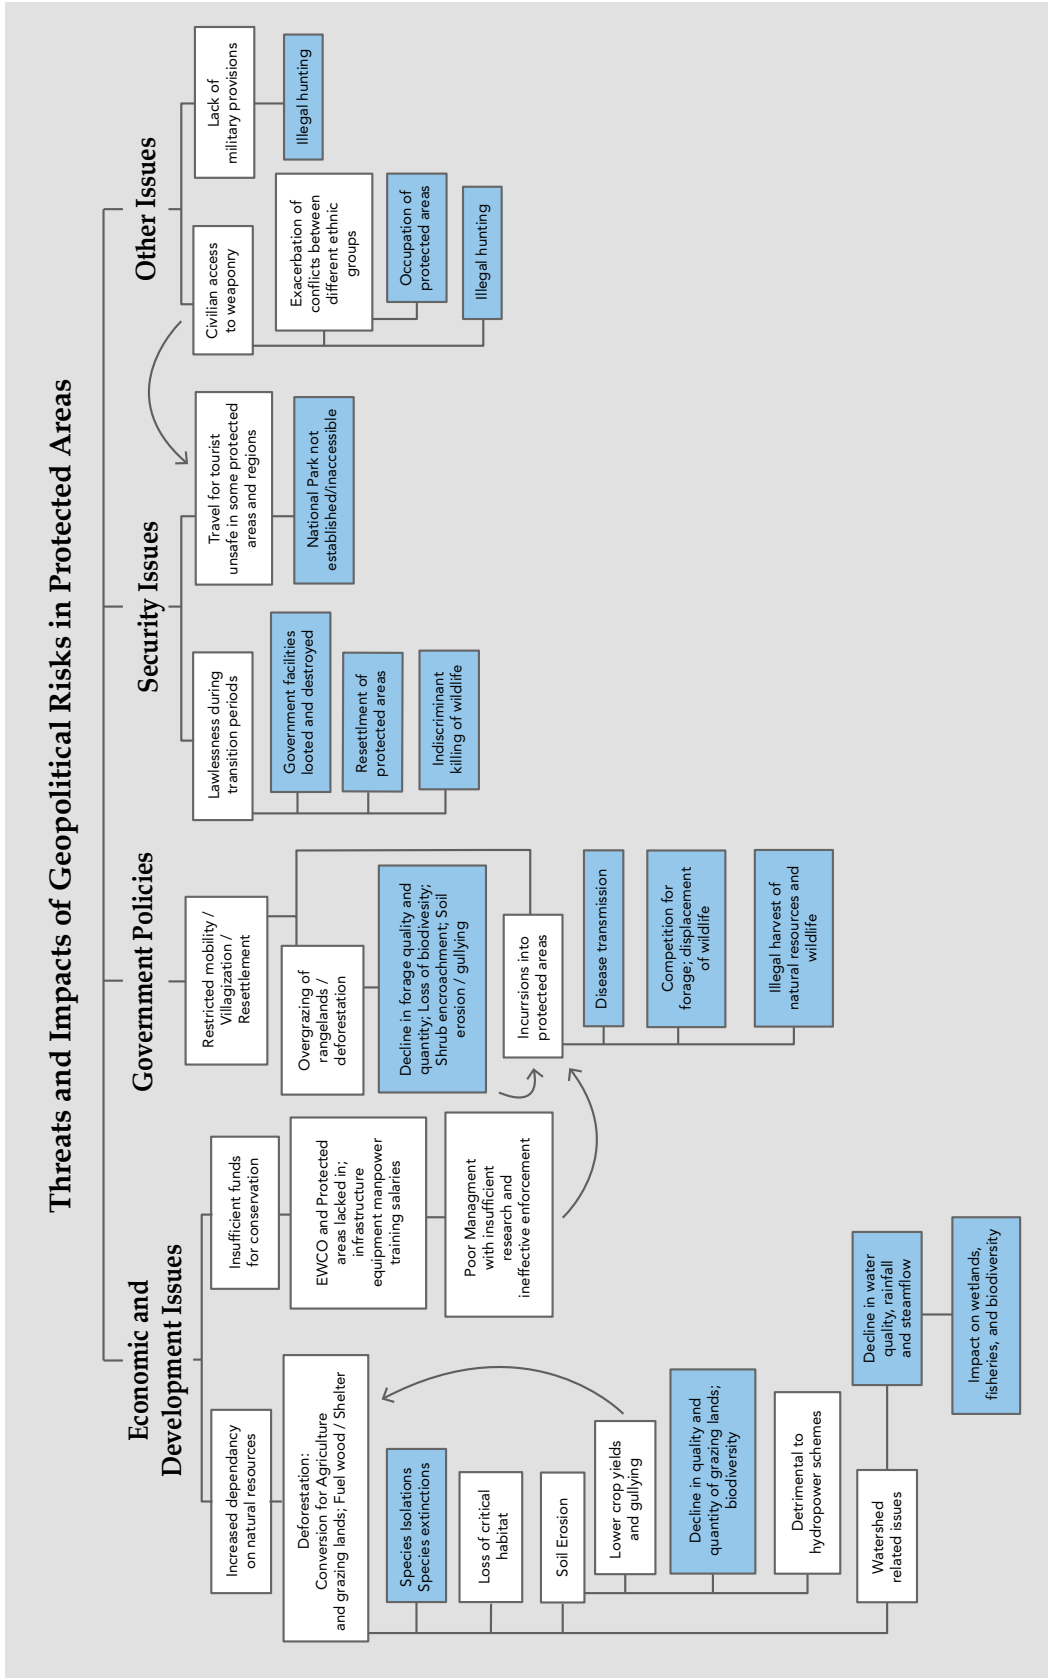 Threats and Impacts of Geopolitical Risks in Protected Areas
Economic and
Development Issues
Increased dependancy
on natural resources
Deforestation:
Conversion for Agriculture
and grazing lands; Fuel wood / Shelter
Species Isolations
Species extinctions
Loss of critical
habitat
Soil Erosion
Lower crop yields
and gullying
Decline in quality and
quantity of grazing lands;
biodiversity
Detrimental to
hydropower schemes
Watershed
related issues
Decline in water
quality, rainfall
and steamflow
Impact on wetlands,
fisheries, and biodiversity
Insufficient funds
for conservation
EWCO and Protected
areas lacked in;
infrastructure
equipment manpower
training salaries
Poor Managment
with insufficient
research and
ineffective enforcement
Government Policies
Restricted mobility /
Villagization /
Resettlement
Overgrazing of
rangelands /
deforestation
Decline in forage quality and
quantity; Loss of biodivesity;
Shrub encroachment; Soil
erosion / gullying
Incurrsions into
protected areas
Disease transmission
Competition for
forage; displacement
of wildlife
Illegal harvest of
natural resources and
wildlife
Security Issues
Lawlessness during
transition periods
Government facilities
looted and destroyed
Resettlment of
protected areas
Indiscriminant
killing of wildlife
Travel for tourist
unsafe in some protected
areas and regions
National Park not
established/inaccessible
Other Issues
Civilian access
to weaponry
Exacerbation of
conflicts between
different ethnic
groups
Occupation of
protected areas
Illegal hunting
Lack of
military provisions
Illegal hunting